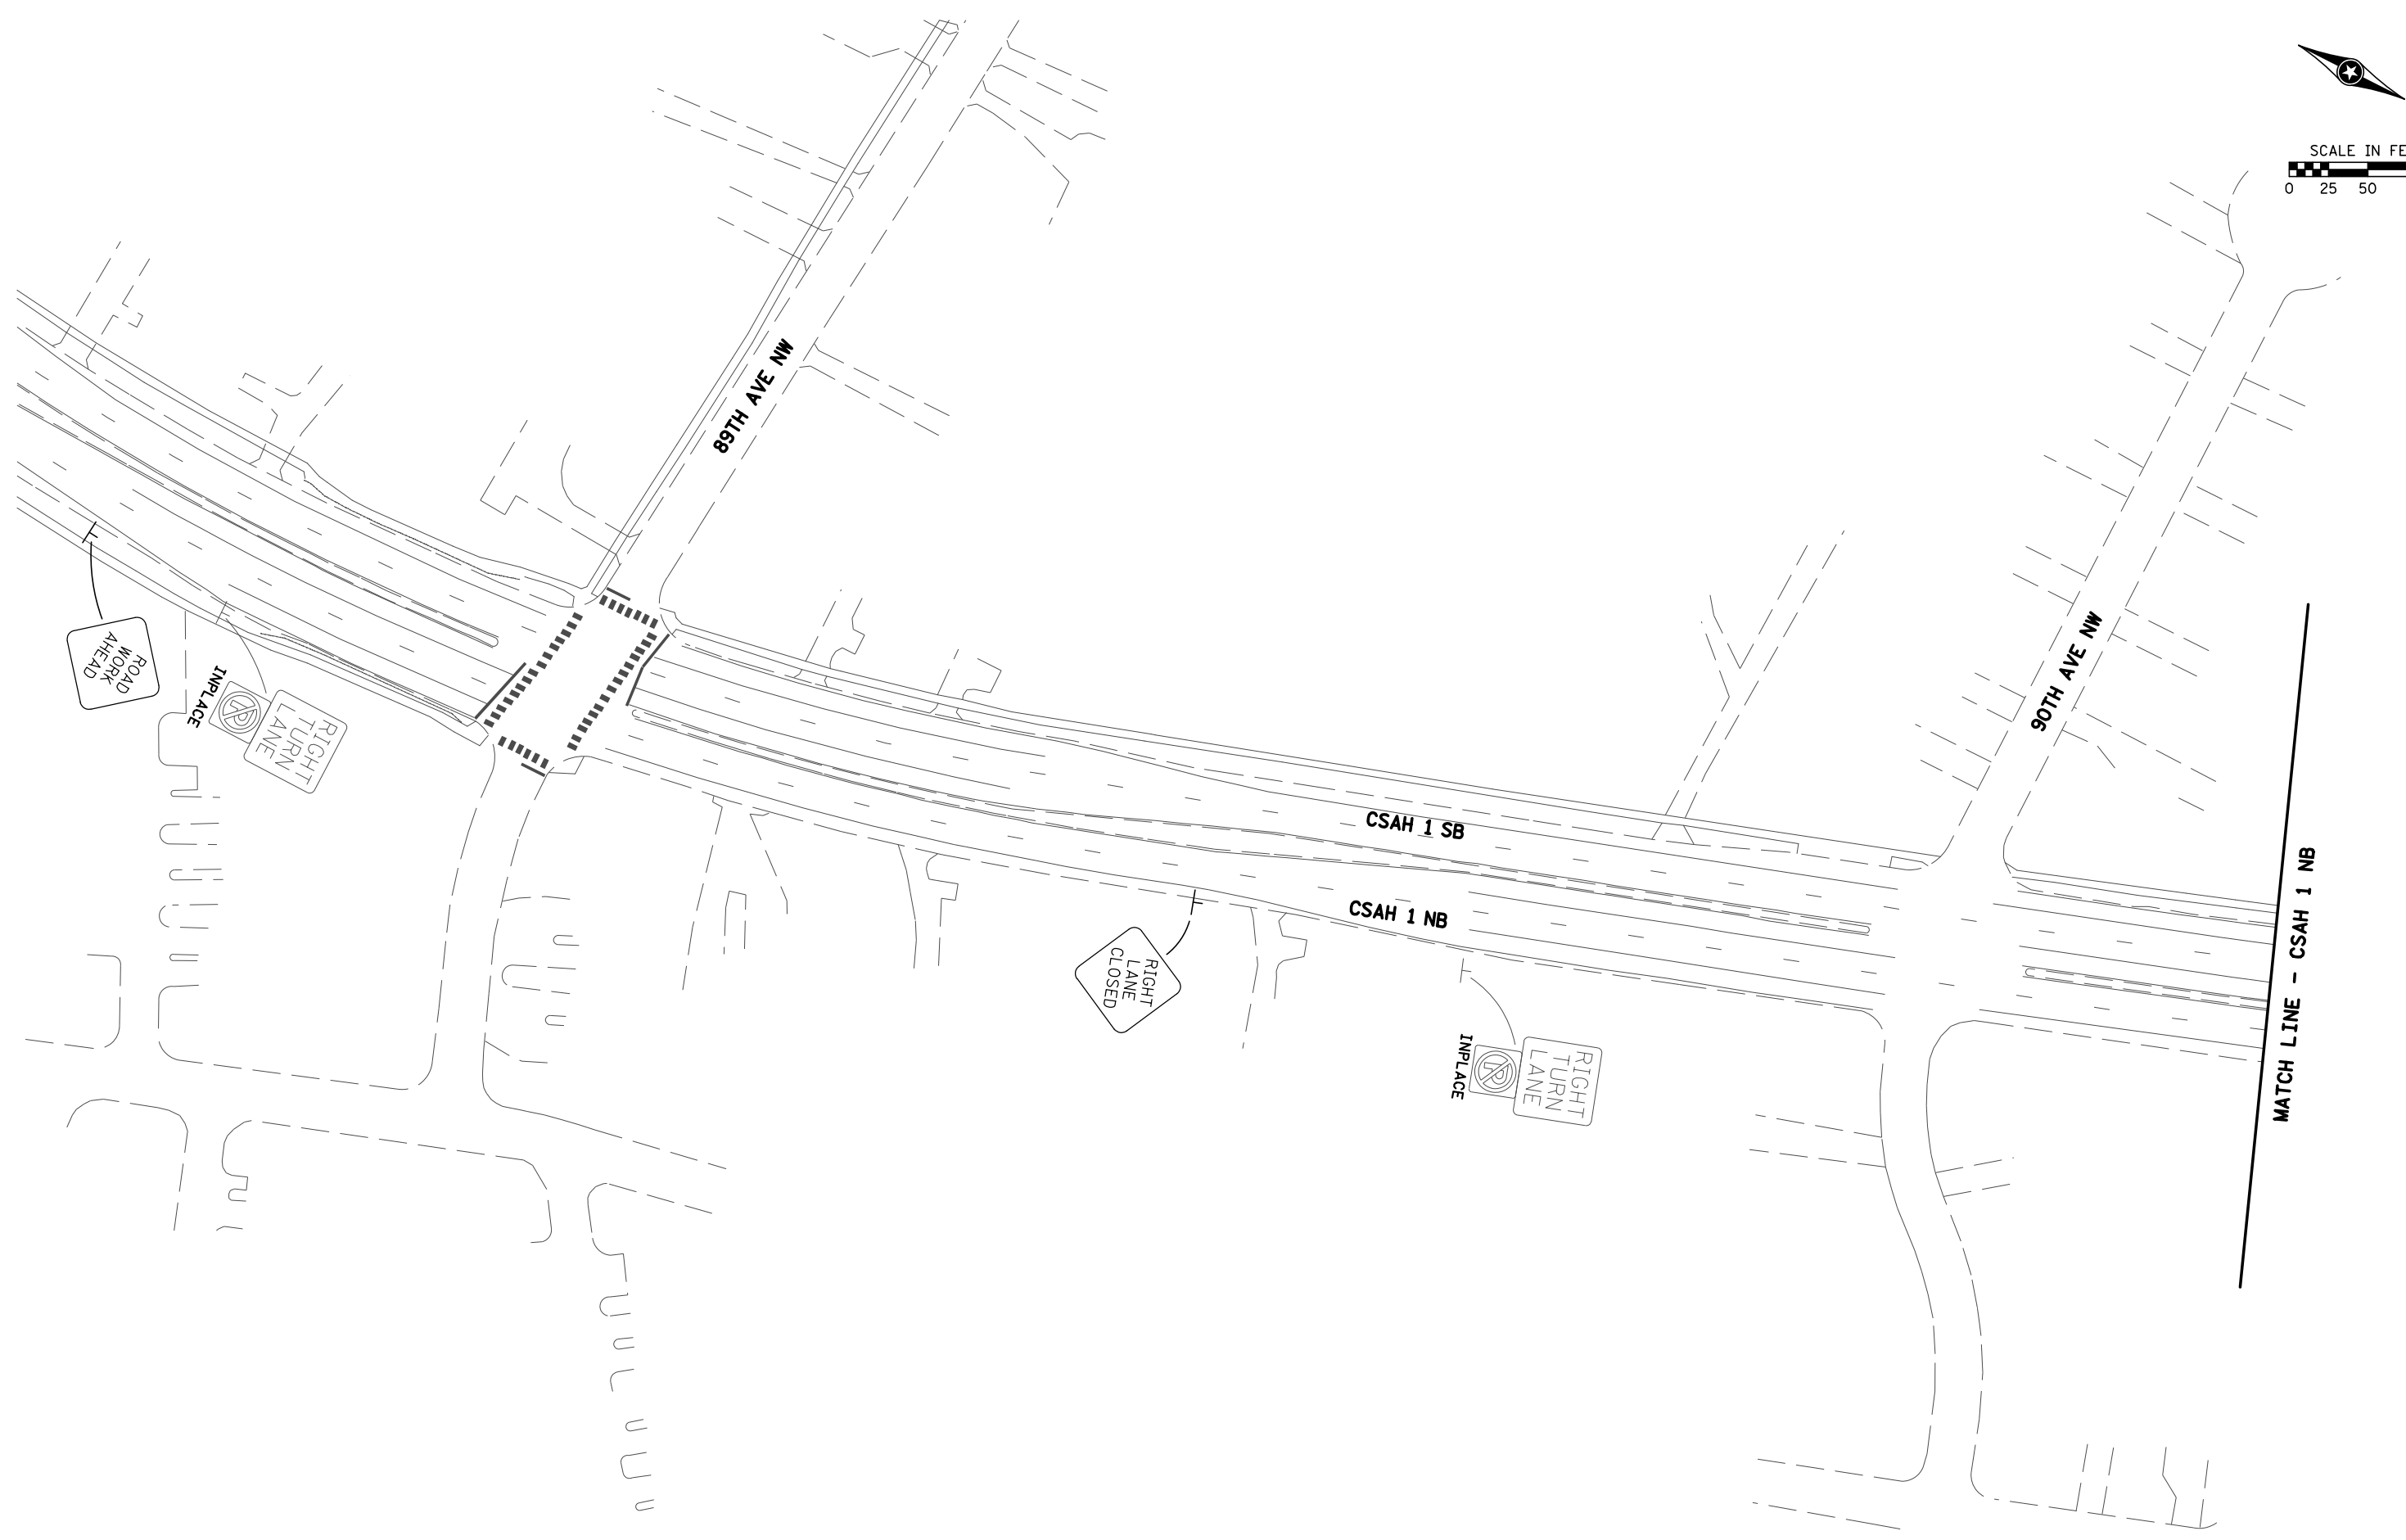 SCALE IN FE
0 25 50
89TH AVE NW
90TH AVE NW
ROAD
WORK
AHEAD
INPLACE
RIGHT
TURN
LANE
CSAH 1 SB
CSAH 1 NB
RIGHT
LANE
CLOSED
INPLACE
RIGHT
TURN
LANE
MATCH LINE - CSAH 1 NB
P
P